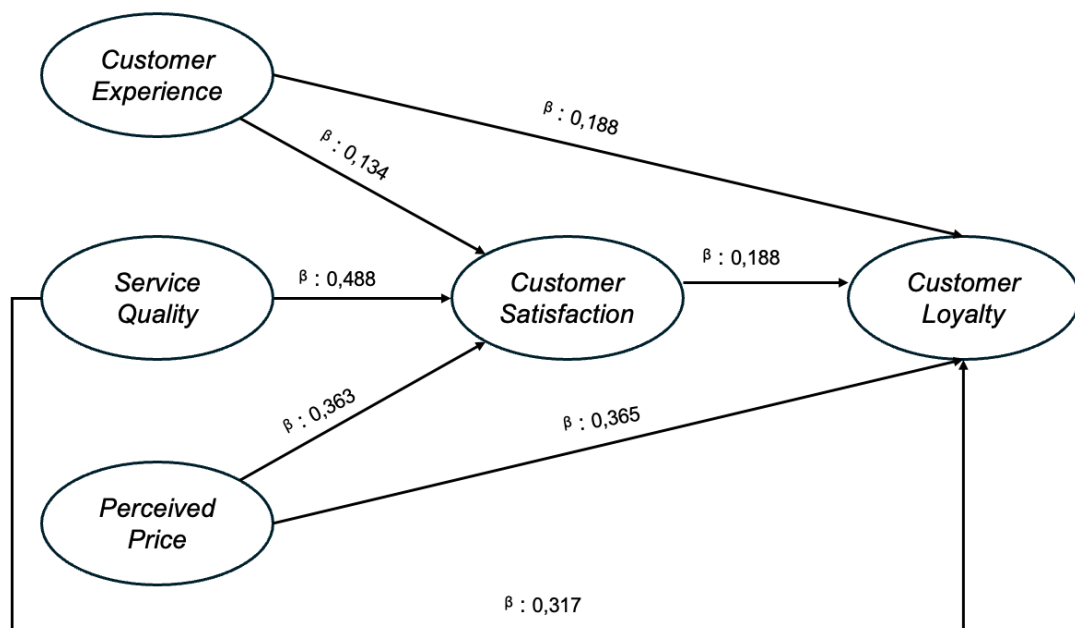 Customer
Experience
β : 0,188
β : 0,134
Service
Quality
β : 0,488
Customer
Satisfaction
β : 0,188
Customer
Loyalty
β : 0,363
β : 0,365
Perceived
Price
β : 0,317